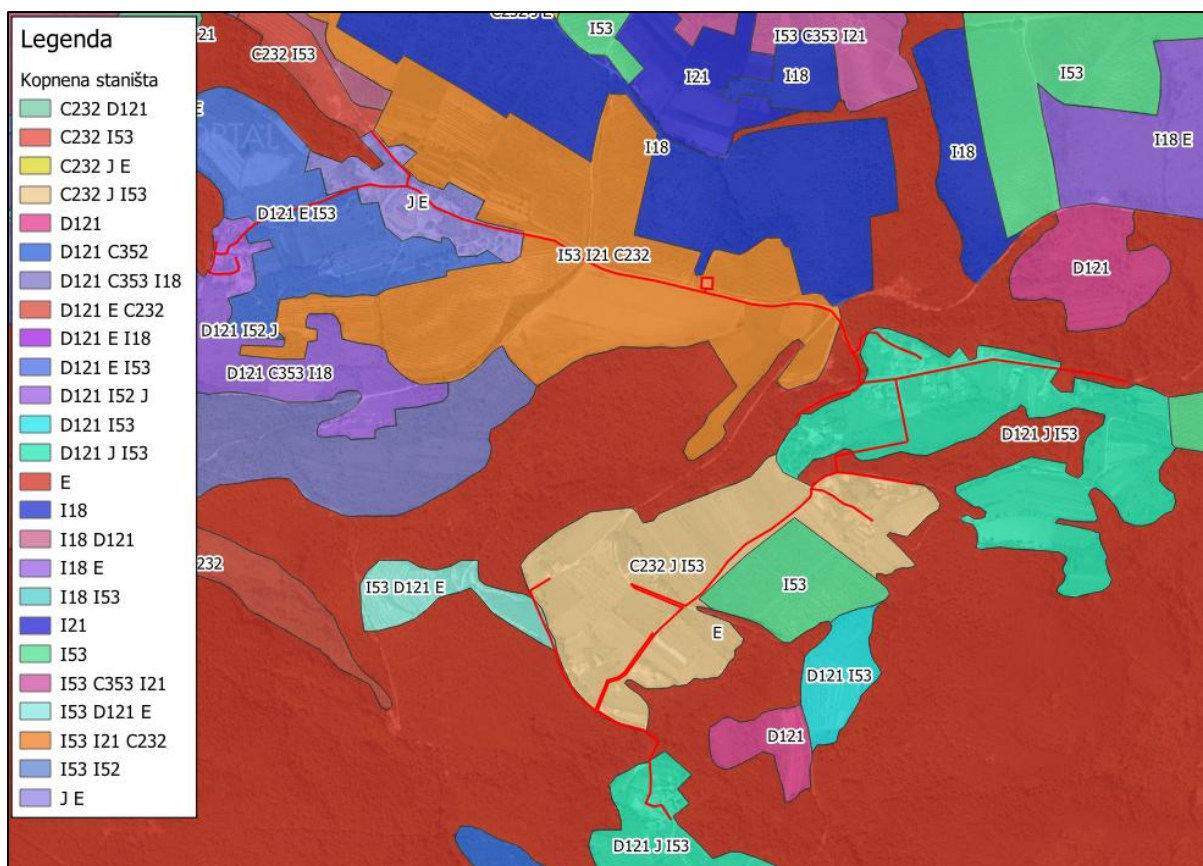 Legenda
Kopnena staništa
C232 D121
C232 I53
C232 J E
C232 J I53
D121
D121 C352
D121 C353 I18
D121 E C232
D121 E I18
D121 E I53
D121 I52 J
D121 I53
D121 J I53
E
I18
I18 D121
I18 E
I18 I53
I21
I53
I53 C353 I21
I53 D121 E
I53 I21 C232
I53 I52
J E
C232 J E
I53
I53 C353 I21
C232 I53
I21
I18
I53
I18
I18
I18 E
D121 E I53
J E
I53 I21 C232
D121
D121 I52 J
D121 C353 I18
D121 J I53
I53 D121 E
C232 J I53
I53
E
D121 I53
D121
D121 J I53